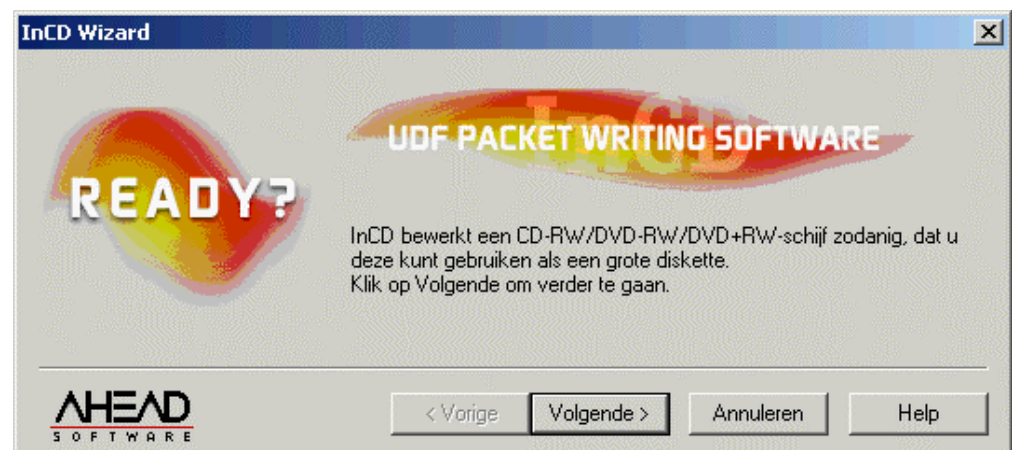 InCD Wizard
InCD
UDF PACKET WRITING SOFTWARE
READY?
InCD bewerkt een CD-RW/DVD-RW/DVD+RW-schijf zodanig, dat u
deze kunt gebruiken als een grote diskette.
Klik op Volgende om verder te gaan.
AHEAD
SOFTWARE
< Vorige
Volgende >
Annuleren
Help